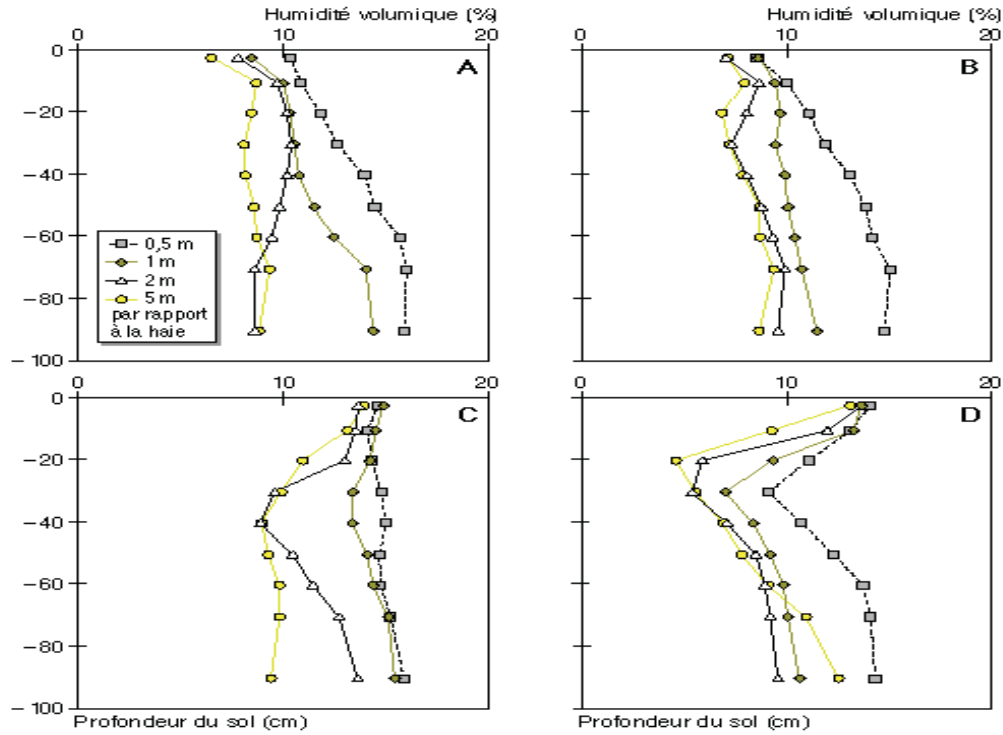 Humidité volumique (%)
Humidité volumique (%)
0
10
20
0
10
20
0
− 20
− 40
− 60
− 80
− 100
A
B
0,5 m
1 m
2 m
5 m
par rapport
à la haie
0
10
20
0
10
20
0
− 20
− 40
− 60
− 80
− 100
C
D
Profondeur du sol (cm)
Profondeur du sol (cm)